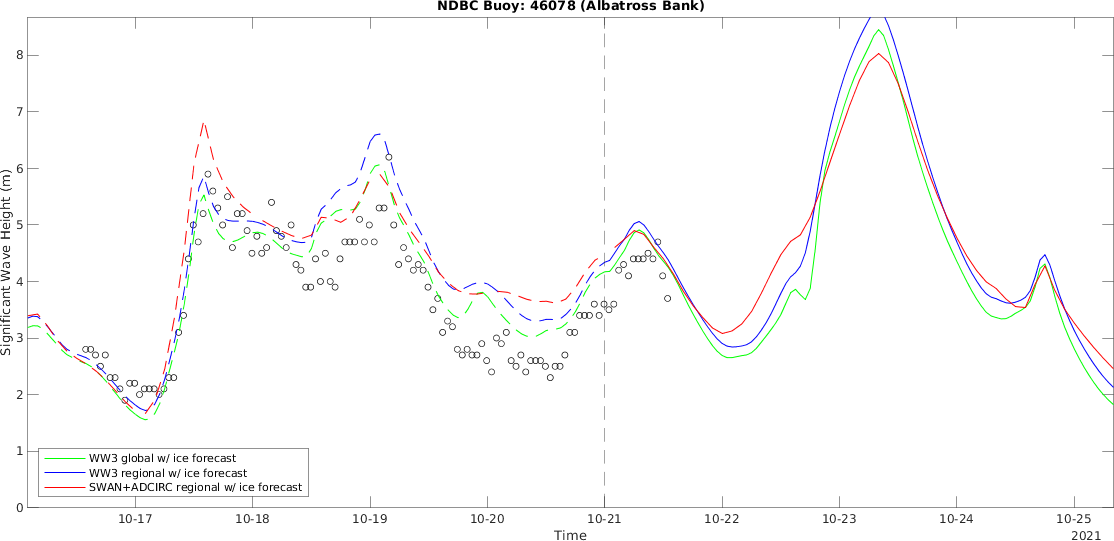 NDBC Buoy: 46078 (Albatross Bank)
Significant Wave Height (m)
8
7
6
5
4
3
2
1
0
WW3 global w/ ice forecast
WW3 regional w/ ice forecast
SWAN+ADCIRC regional w/ ice forecast
10-17 10-18 10-19 10-20 10-21 10-22 10-23 10-24 10-25
Time
2021